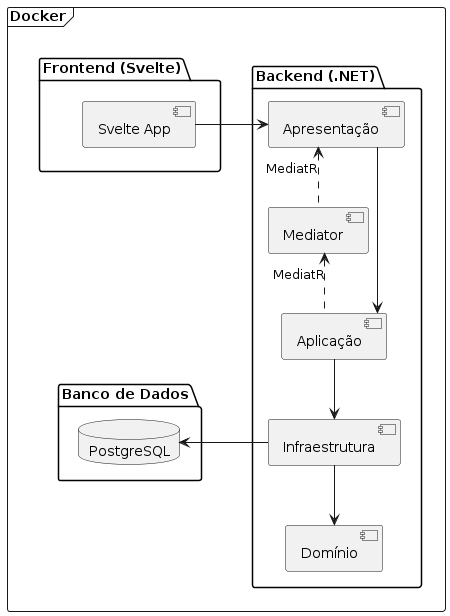 Docker
Frontend (Svelte)
Svelte App
Backend (.NET)
Apresentação
MediatR
Mediator
MediatR
Aplicação
Banco de Dados
PostgreSQL
Infraestrutura
Domínio